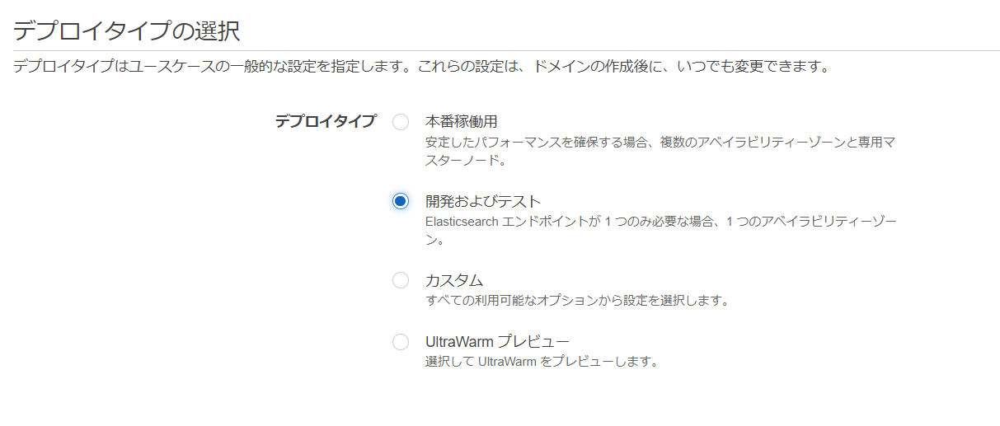 デプロイタイプの選択
デプロイタイプはユースケースの一般的な設定を指定します。これらの設定は、ドメインの作成後に、いつでも変更できます。
デプロイタイプ
本番稼働用
安定したパフォーマンスを確保する場合、複数のアベイラビリティーゾーンと専用マ
スターノード。
開発およびテスト
Elasticsearch エンドポイントが 1 つのみ必要な場合、1 つのアベイラビリティーゾー
ン。
カスタム
すべての利用可能なオプションから設定を選択します。
UltraWarm プレビュー
選択して UltraWarm をプレビューします。